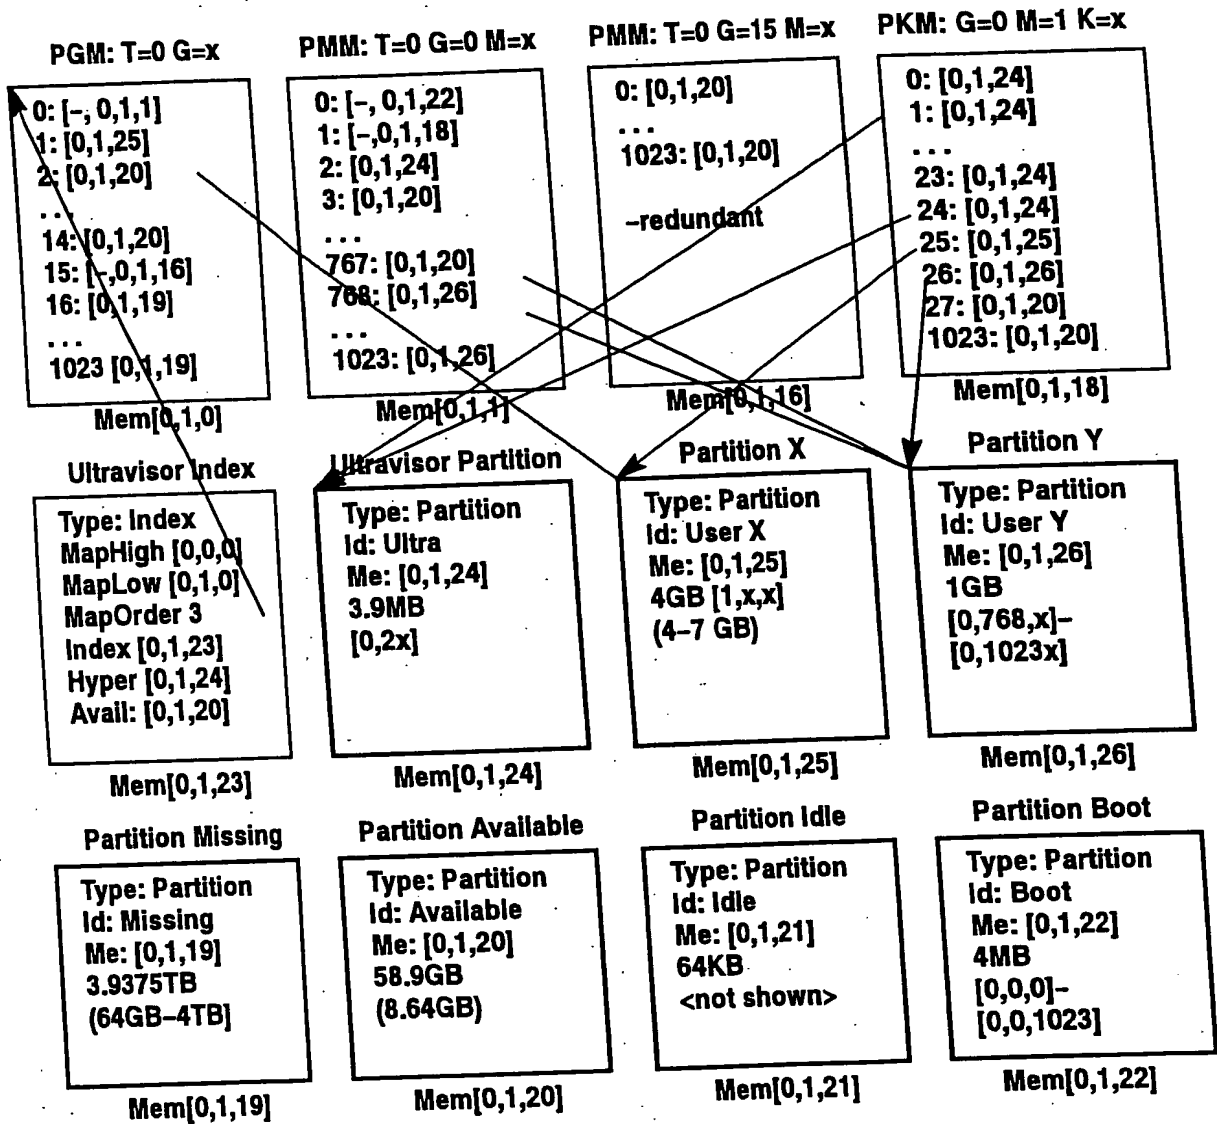 PGM: T=0 G=x
0: [–, 0,1,1]
1: [0,1,25]
2: [0,1,20]
...
14: [0,1,20]
15: [–,0,1,16]
16: [0,1,19]
...
1023 [0,1,19]
Mem[0,1,0]
PMM: T=0 G=0 M=x
0: [–, 0,1,22]
1: [–,0,1,18]
2: [0,1,24]
3: [0,1,20]
...
767: [0,1,20]
768: [0,1,26]
...
1023: [0,1,26]
Mem[0,1,1]
PMM: T=0 G=15 M=x
0: [0,1,20]
...
1023: [0,1,20]
–redundant
Mem[0,1,16]
PKM: G=0 M=1 K=x
0: [0,1,24]
1: [0,1,24]
...
23: [0,1,24]
24: [0,1,24]
25: [0,1,25]
26: [0,1,26]
27: [0,1,20]
1023: [0,1,20]
Mem[0,1,18]
Ultravisor Index
Type: Index
MapHigh [0,0,0]
MapLow [0,1,0]
MapOrder 3
Index [0,1,23]
Hyper [0,1,24]
Avail: [0,1,20]
Mem[0,1,23]
Ultravisor Partition
Type: Partition
Id: Ultra
Me: [0,1,24]
3.9MB
[0,2x]
Mem[0,1,24]
Partition X
Type: Partition
Id: User X
Me: [0,1,25]
4GB [1,x,x]
(4–7 GB)
Mem[0,1,25]
Partition Y
Type: Partition
Id: User Y
Me: [0,1,26]
1GB
[0,768,x]–
[0,1023x]
Mem[0,1,26]
Partition Missing
Type: Partition
Id: Missing
Me: [0,1,19]
3.9375TB
(64GB–4TB]
Mem[0,1,19]
Partition Available
Type: Partition
Id: Available
Me: [0,1,20]
58.9GB
(8.64GB)
Mem[0,1,20]
Partition Idle
Type: Partition
Id: Idle
Me: [0,1,21]
64KB
<not shown>
Mem[0,1,21]
Partition Boot
Type: Partition
Id: Boot
Me: [0,1,22]
4MB
[0,0,0]–
[0,0,1023]
Mem[0,1,22]